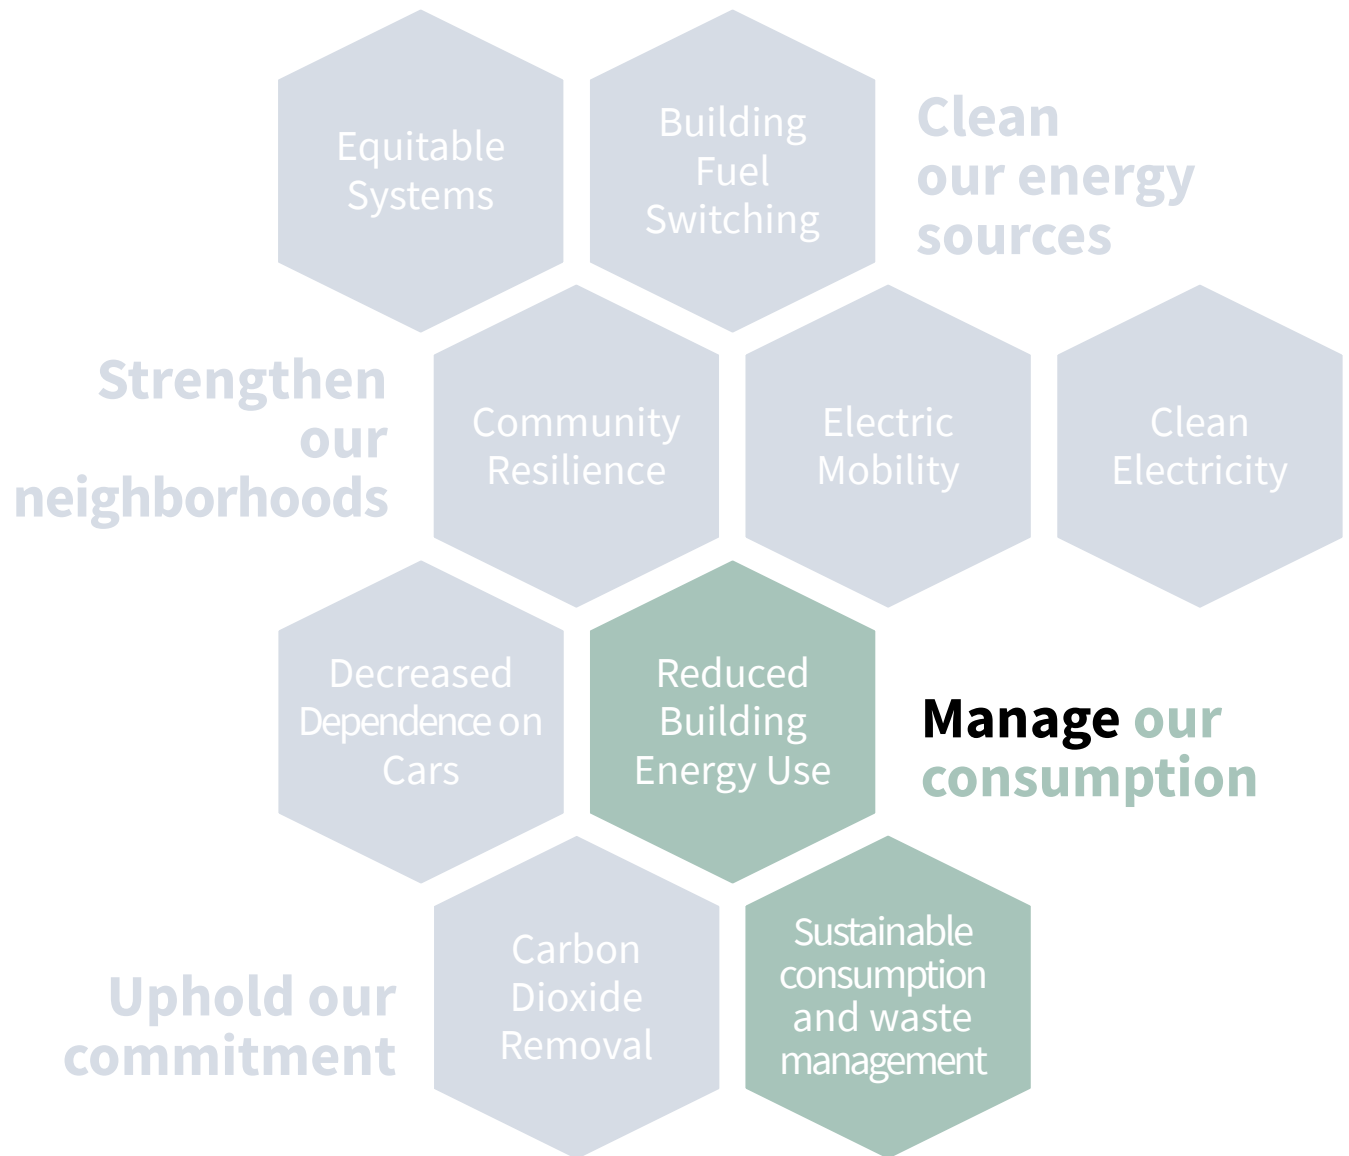 Equitable
Systems
Building
Fuel
Switching
Clean
our energy
sources
Strengthen
our
neighborhoods
Community
Resilience
Electric
Mobility
Clean
Electricity
Decreased
Dependence on
Cars
Reduced
Building
Energy Use
Manage our
consumption
Uphold our
commitment
Carbon
Dioxide
Removal
Sustainable
consumption
and waste
management